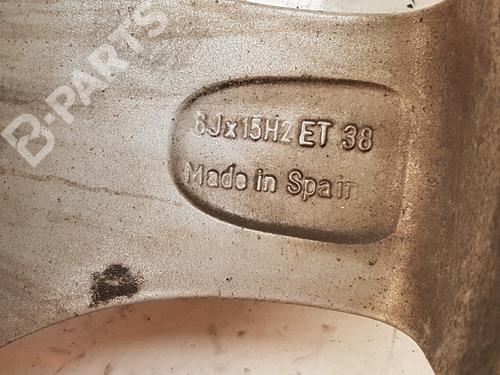 B-PARTS
6Jx15H2 ET 38
Made in Spain